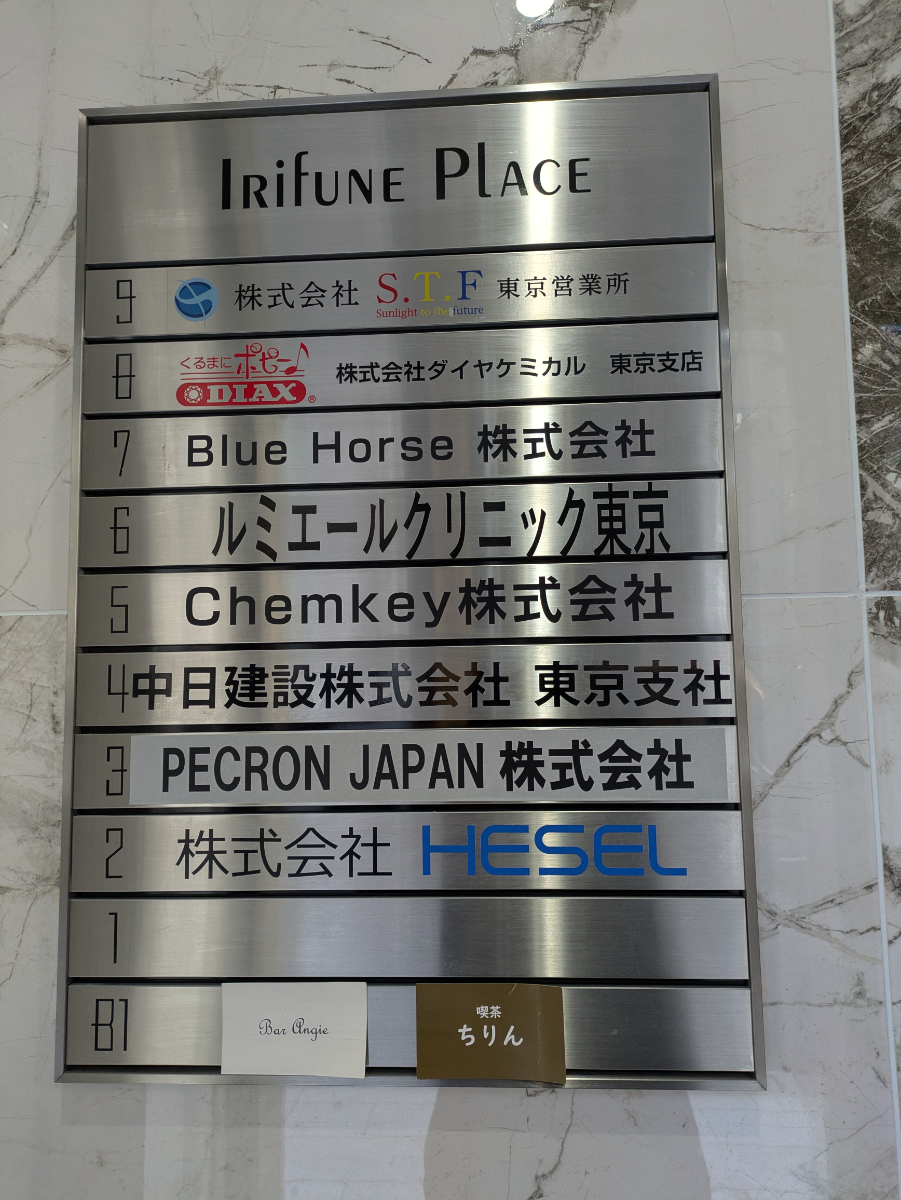 IRIFUNE PLACE
9 株式会社 S.T.F 東京営業所
Sunlight to the future
8 くるまにポピー♪ 株式会社ダイヤケミカル 東京支店
DIAX®
7 Blue Horse 株式会社
6 ルミエールクリニック東京
5 Chemkey株式会社
4 中日建設株式会社 東京支社
3 PECRON JAPAN 株式会社
2 株式会社 HESEL
1
B1 Bar Angie 喫茶
ちりん